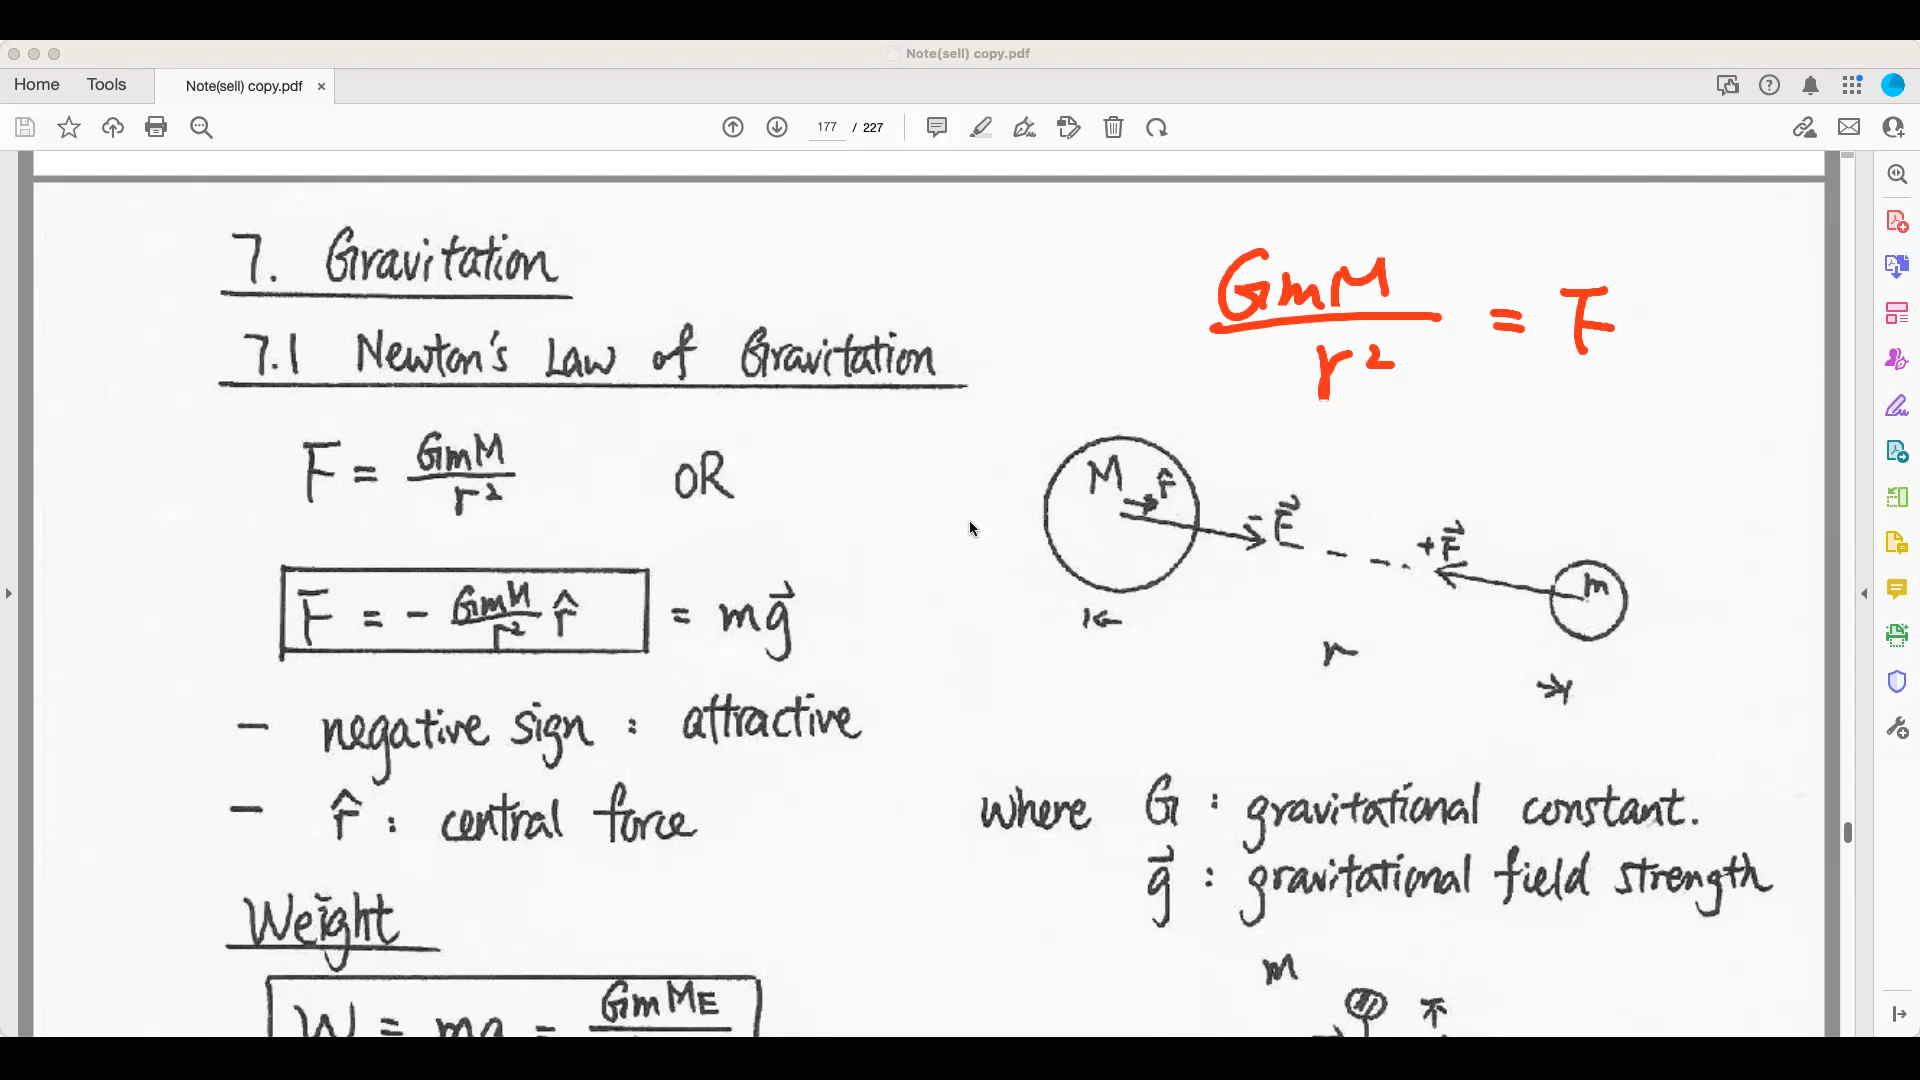 Note(sell) copy.pdf
Home Tools Note(sell) copy.pdf ×
177 / 227
7. Gravitation
GmM/r² = F
7.1 Newton's Law of Gravitation
F = GmM/r² OR
M r̂ -F⃗ +F⃗ m
r
F = - GmM/r² r̂ = mg⃗
- negative sign : attractive
- r̂ : central force
where G : gravitational constant.
g⃗ : gravitational field strength
Weight
m
W = mg = GmME